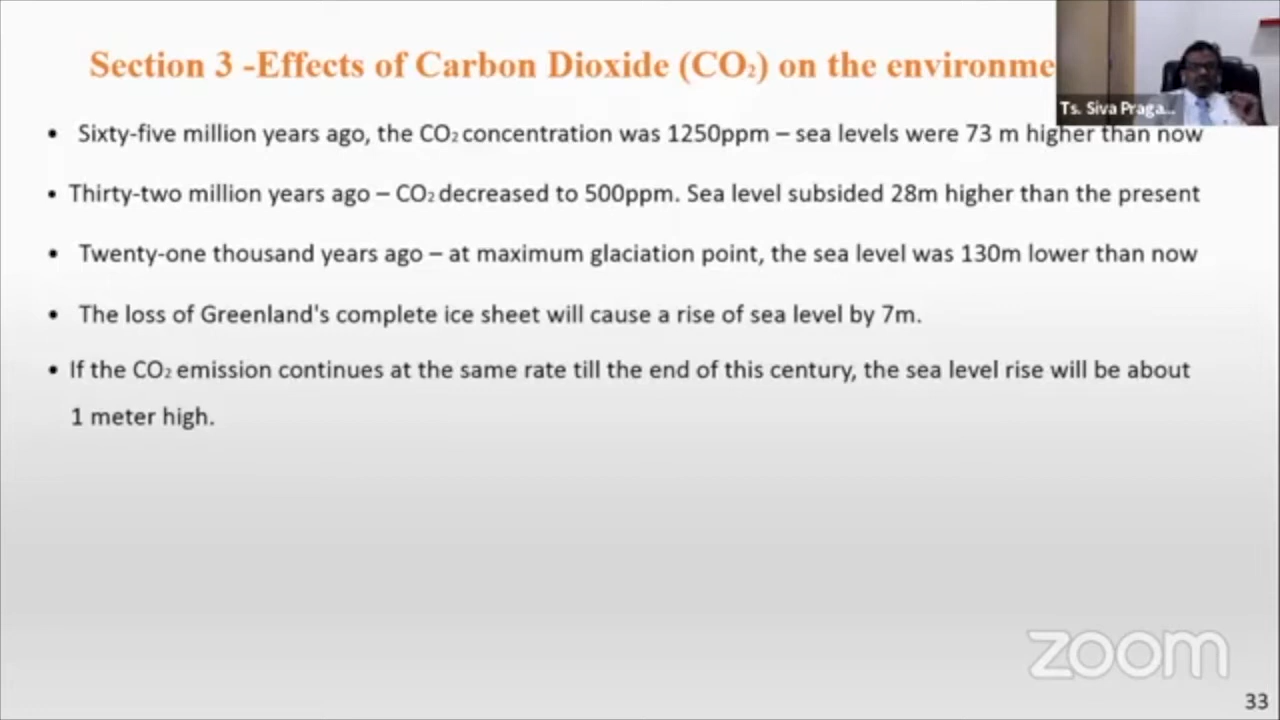 Section 3 -Effects of Carbon Dioxide (CO₂) on the environme
Ts. Siva Praga...
• Sixty-five million years ago, the CO₂ concentration was 1250ppm – sea levels were 73 m higher than now
• Thirty-two million years ago – CO₂ decreased to 500ppm. Sea level subsided 28m higher than the present
• Twenty-one thousand years ago – at maximum glaciation point, the sea level was 130m lower than now
• The loss of Greenland's complete ice sheet will cause a rise of sea level by 7m.
• If the CO₂ emission continues at the same rate till the end of this century, the sea level rise will be about
1 meter high.
zoom
33